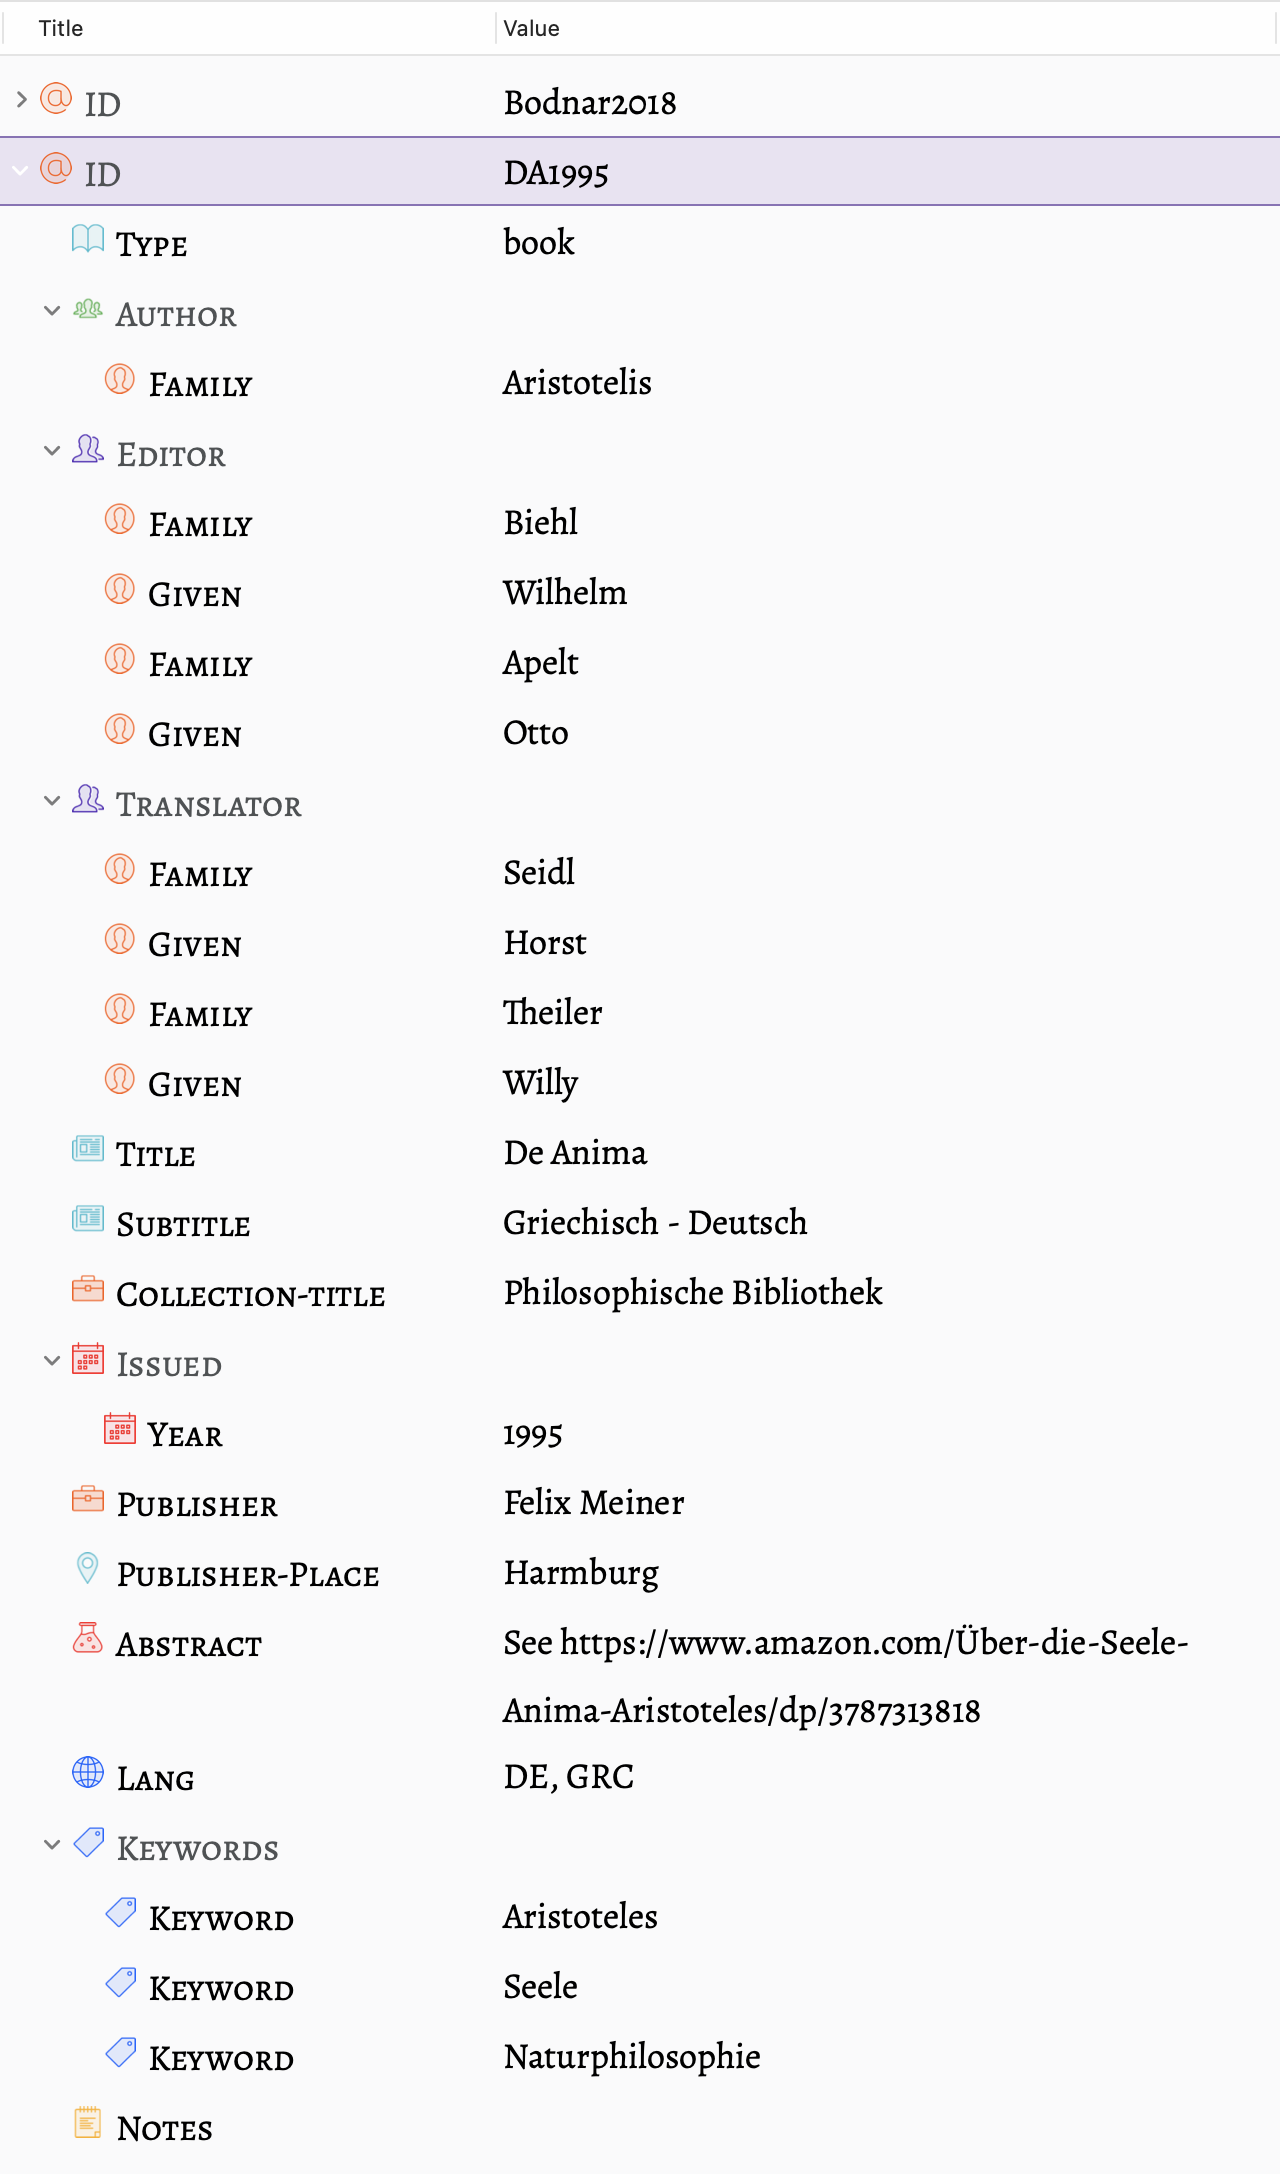 Title Value
ID Bodnar2018
ID DA1995
Type book
Author
Family Aristotelis
Editor
Family Biehl
Given Wilhelm
Family Apelt
Given Otto
Translator
Family Seidl
Given Horst
Family Theiler
Given Willy
Title De Anima
Subtitle Griechisch - Deutsch
Collection-title Philosophische Bibliothek
Issued
Year 1995
Publisher Felix Meiner
Publisher-Place Harmburg
Abstract See https://www.amazon.com/Über-die-Seele-
Anima-Aristoteles/dp/3787313818
Lang DE, GRC
Keywords
Keyword Aristoteles
Keyword Seele
Keyword Naturphilosophie
Notes